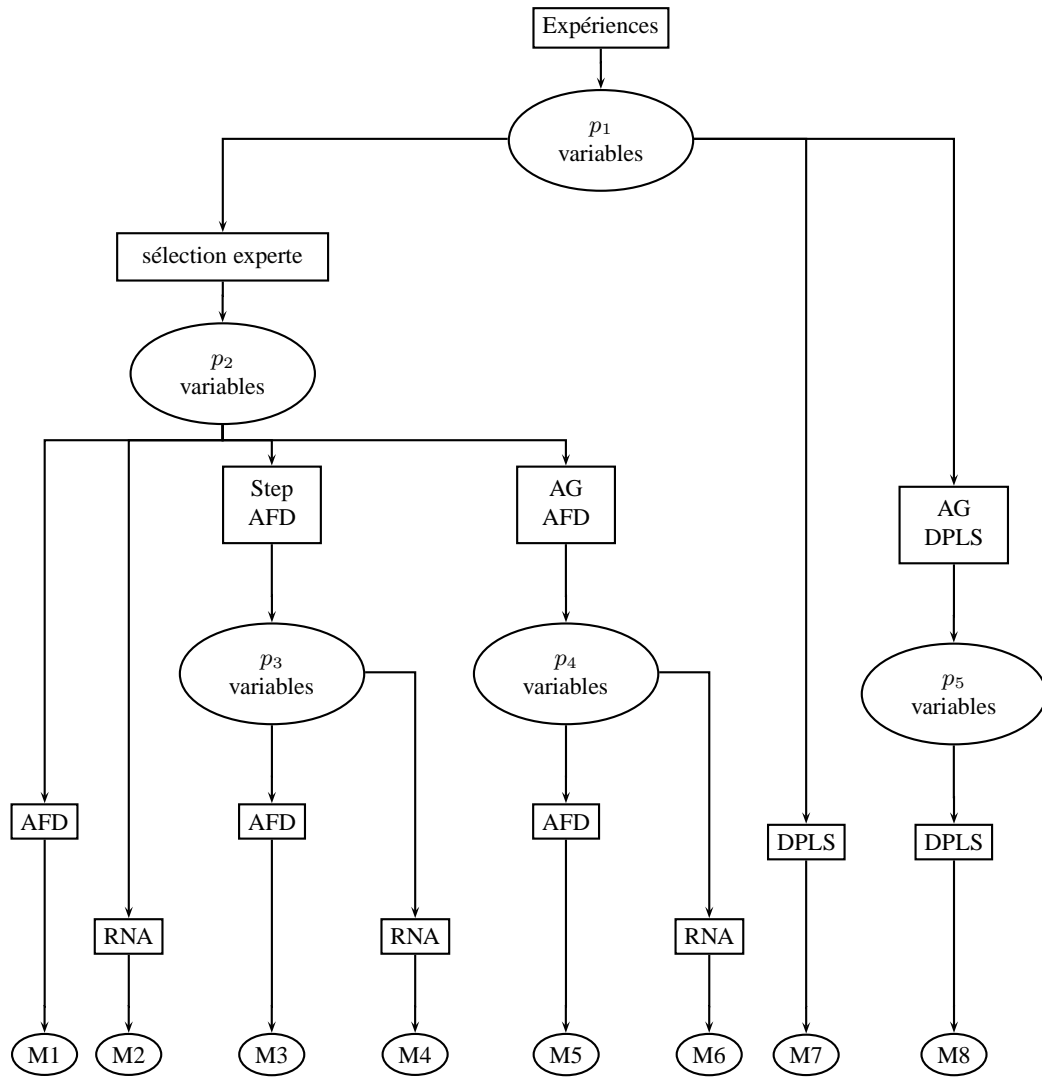 Expériences
p₁
variables
sélection experte
p₂
variables
Step
AFD
AG
AFD
AG
DPLS
p₃
variables
p₄
variables
p₅
variables
AFD
AFD
AFD
DPLS
DPLS
RNA
RNA
RNA
M1
M2
M3
M4
M5
M6
M7
M8